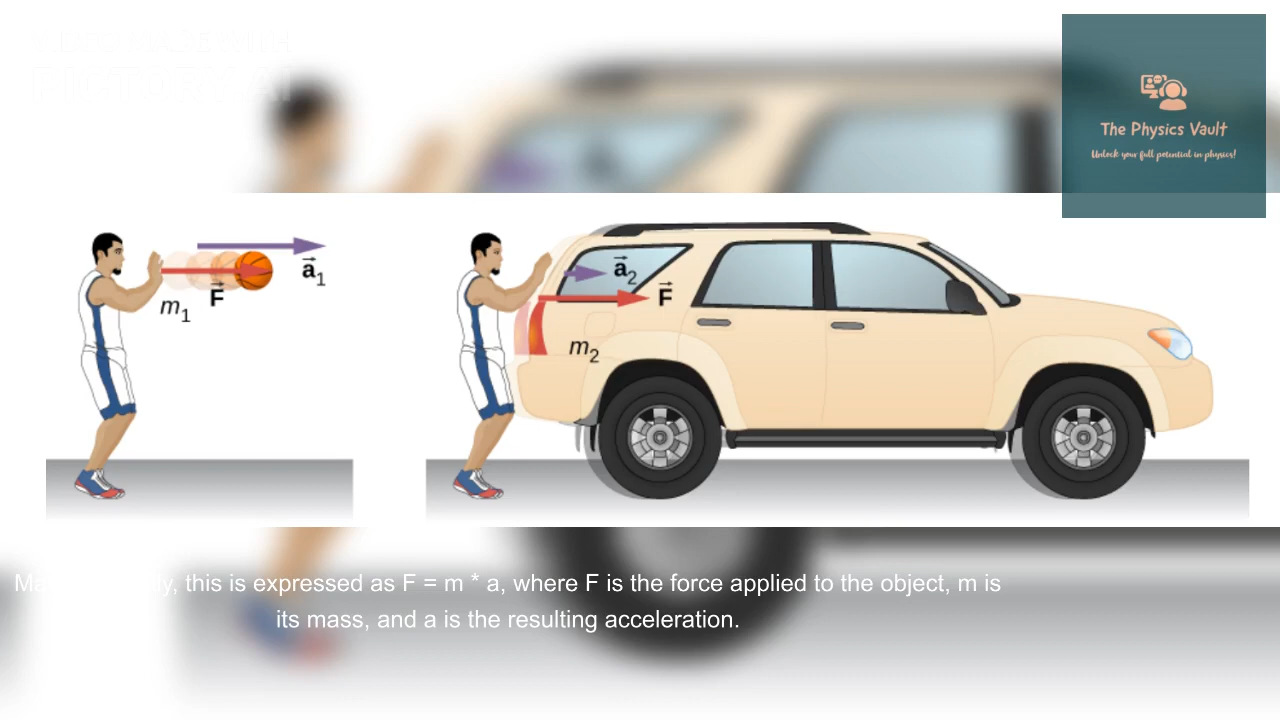 The Physics Vault
Unlock your full potential in physics!
a⃗1
F⃗
m1
a⃗2
F⃗
m2
this is expressed as F = m * a, where F is the force applied to the object, m is
its mass, and a is the resulting acceleration.